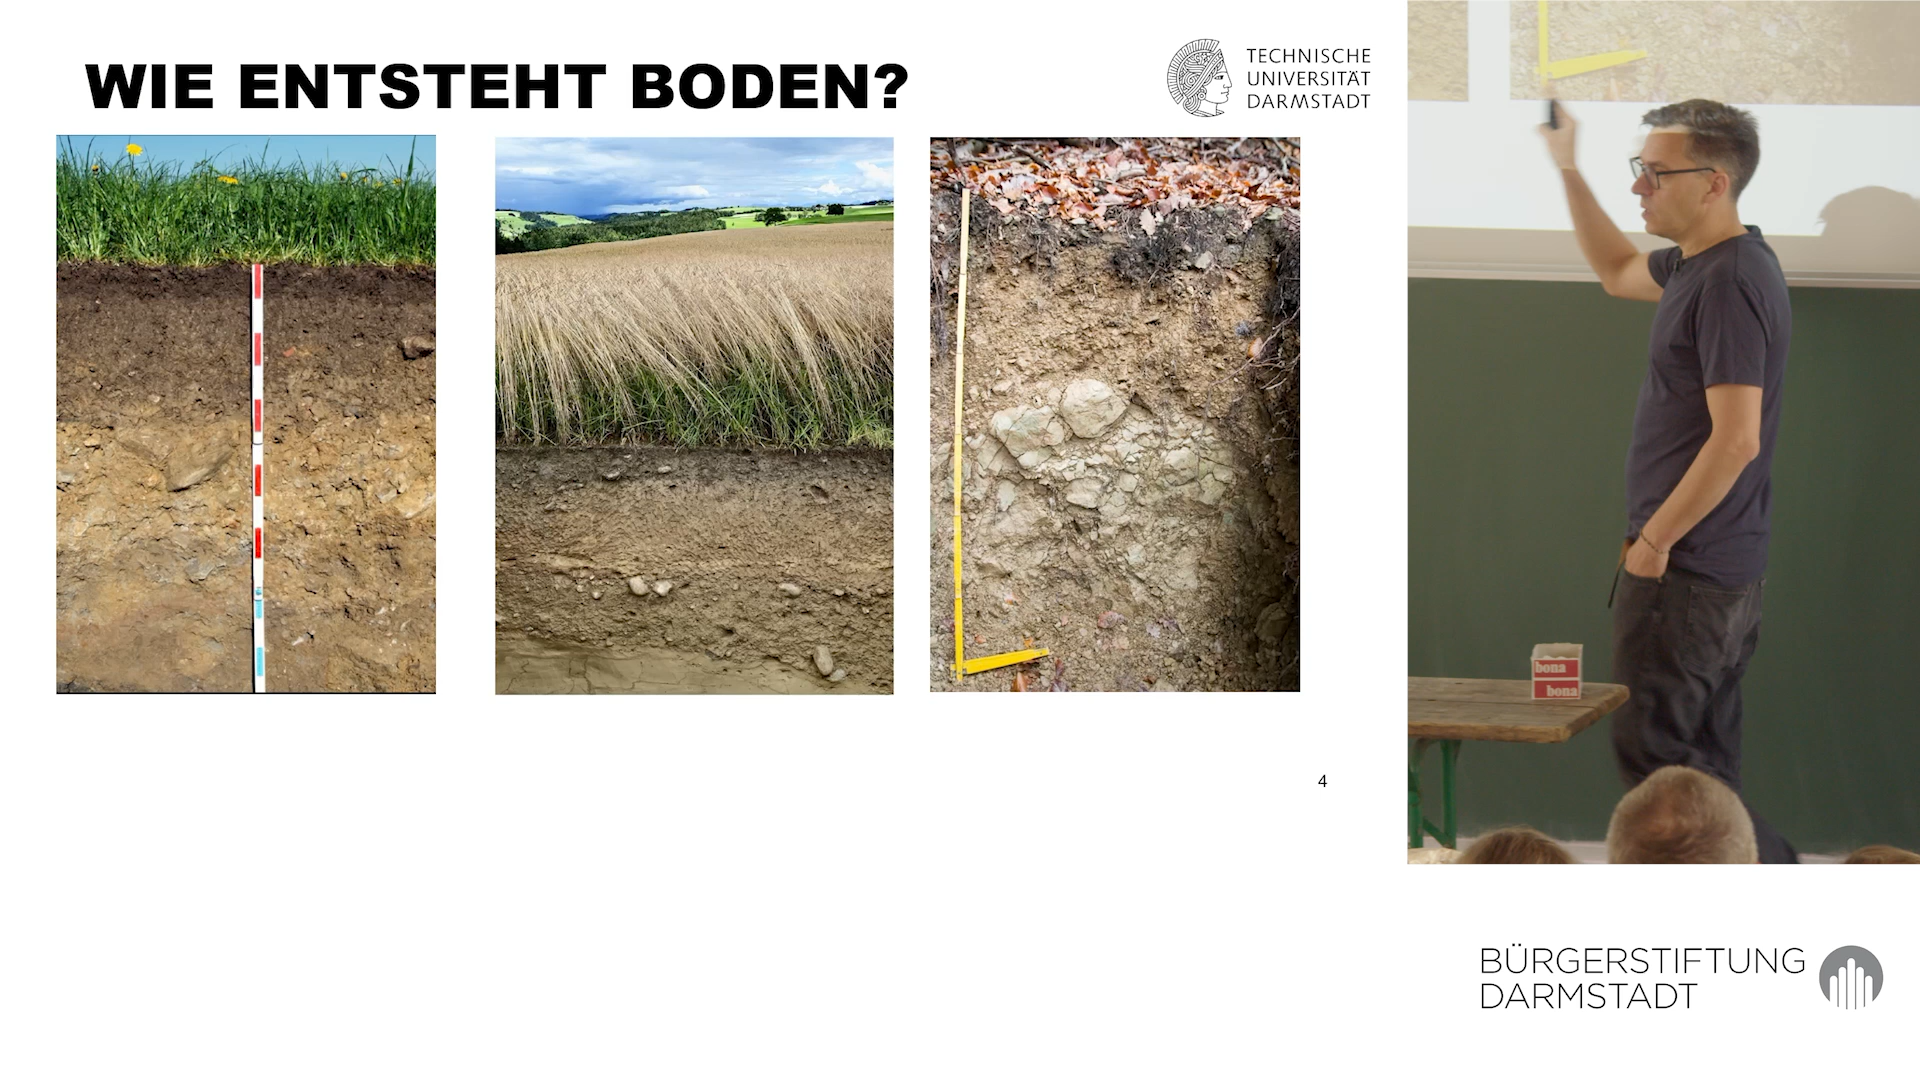 WIE ENTSTEHT BODEN?
TECHNISCHE
UNIVERSITÄT
DARMSTADT
bona
bona
4
BÜRGERSTIFTUNG
DARMSTADT